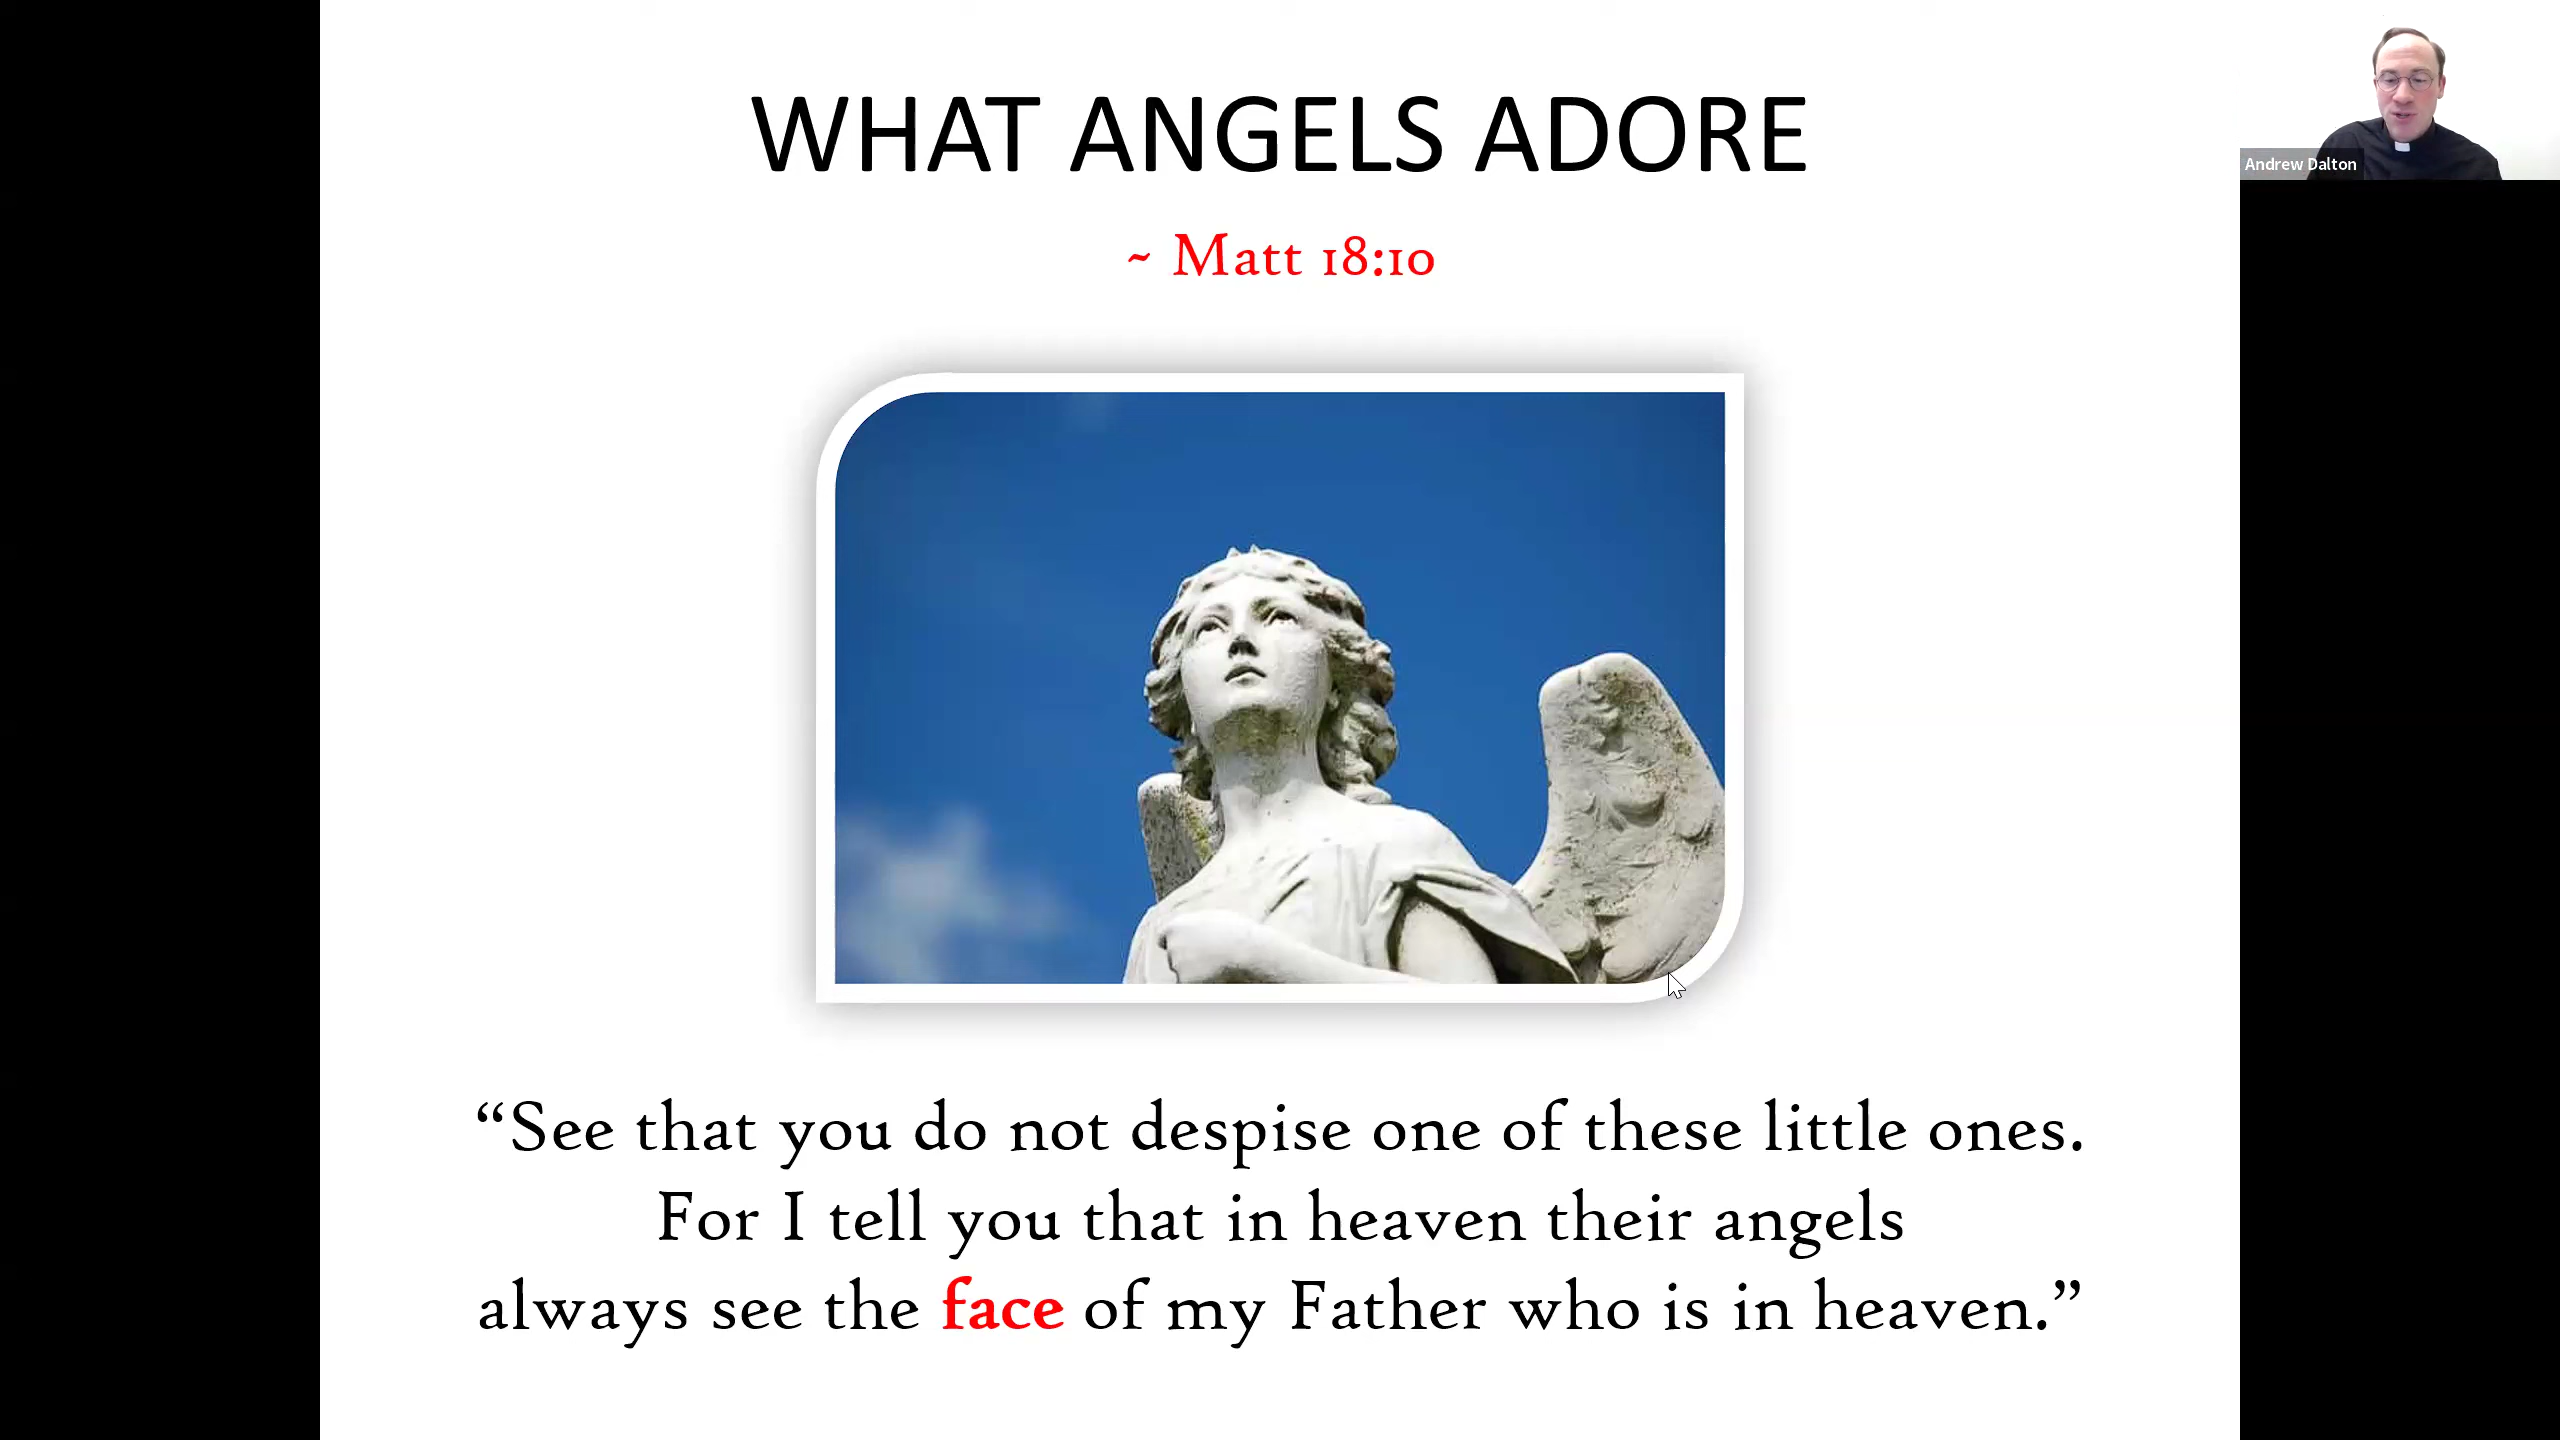 WHAT ANGELS ADORE
~ Matt 18:10
Andrew Dalton
“See that you do not despise one of these little ones.
For I tell you that in heaven their angels
always see the face of my Father who is in heaven.”